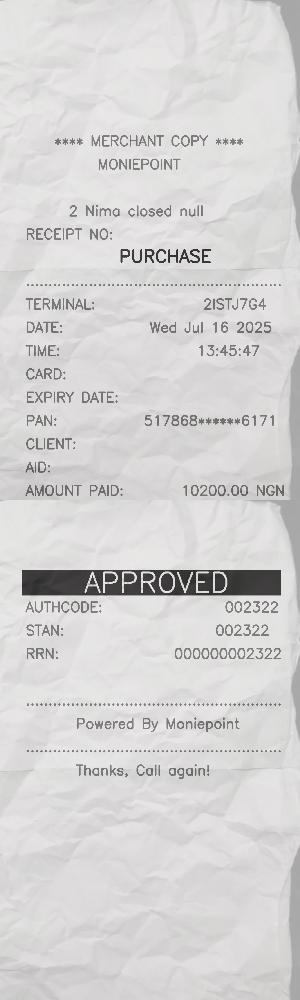 **** MERCHANT COPY ****
MONIEPOINT
2 Nima closed null
RECEIPT NO:
PURCHASE
TERMINAL: 2ISTJ7G4
DATE: Wed Jul 16 2025
TIME: 13:45:47
CARD:
EXPIRY DATE:
PAN: 517868******6171
CLIENT:
AID:
AMOUNT PAID: 10200.00 NGN
APPROVED
AUTHCODE: 002322
STAN: 002322
RRN: 000000002322
Powered By Moniepoint
Thanks, Call again!